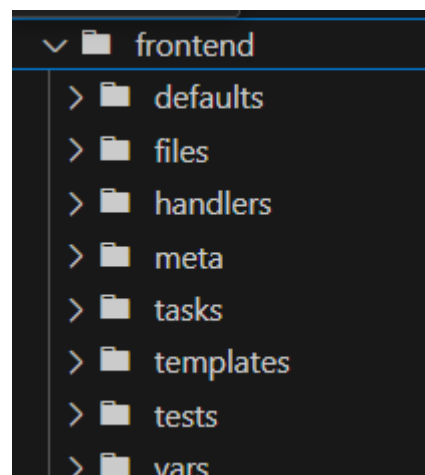 frontend
defaults
files
handlers
meta
tasks
templates
tests
vars